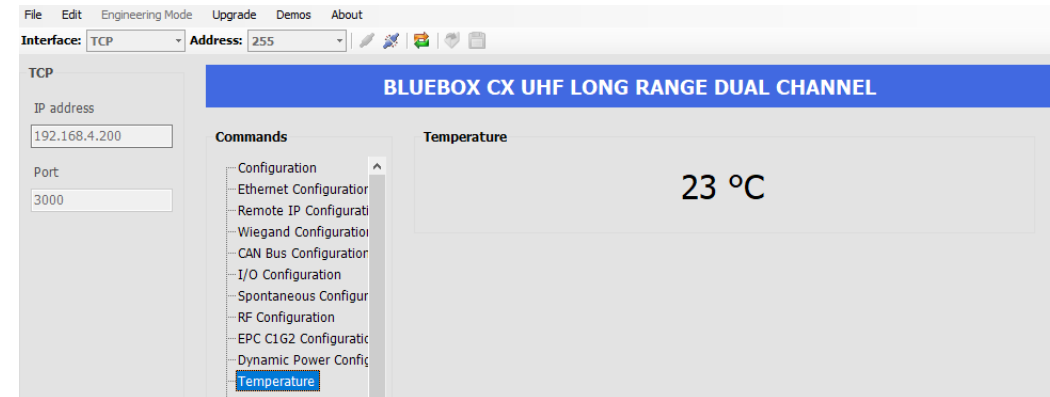 File Edit Engineering Mode Upgrade Demos About
Interface: TCP Address: 255
TCP
BLUEBOX CX UHF LONG RANGE DUAL CHANNEL
IP address
192.168.4.200
Port
3000
Commands
Configuration
Ethernet Configuration
Remote IP Configurati
Wiegand Configuration
CAN Bus Configuration
I/O Configuration
Spontaneous Configur
RF Configuration
EPC C1G2 Configuratic
Dynamic Power Config
Temperature
Temperature
23 °C